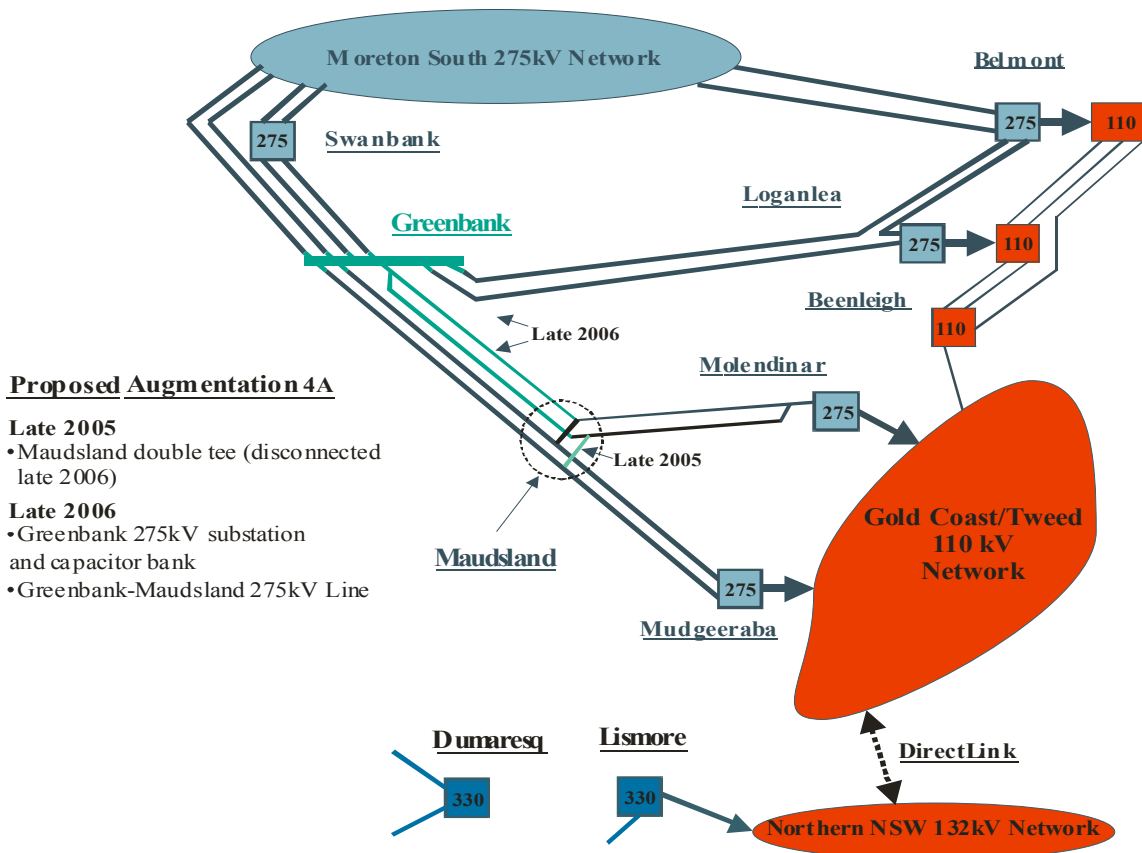 Moreton South 275kV Network
Belmont
275
110
275
Swanbank
Loganlea
Greenbank
275
110
Beenleigh
110
Late 2006
Molendinar
275
Proposed Augmentation 4A
Late 2005
•Maudsland double tee (disconnected
late 2006)
Late 2006
•Greenbank 275kV substation
and capacitor bank
•Greenbank-Maudsland 275kV Line
Late 2005
Maudsland
Gold Coast/Tweed
110 kV
Network
275
Mudgeeraba
Dumaresq
Lismore
DirectLink
330
330
Northern NSW 132kV Network